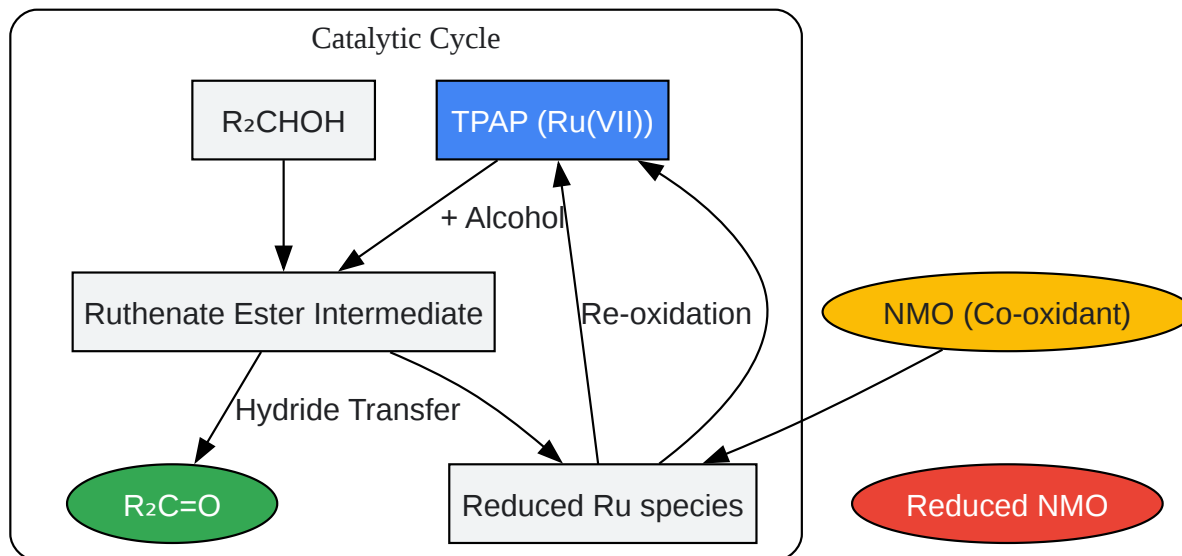 Catalytic Cycle
R₂CHOH
TPAP (Ru(VII))
+ Alcohol
Ruthenate Ester Intermediate
Re-oxidation
NMO (Co-oxidant)
Hydride Transfer
R₂C=O
Reduced Ru species
Reduced NMO